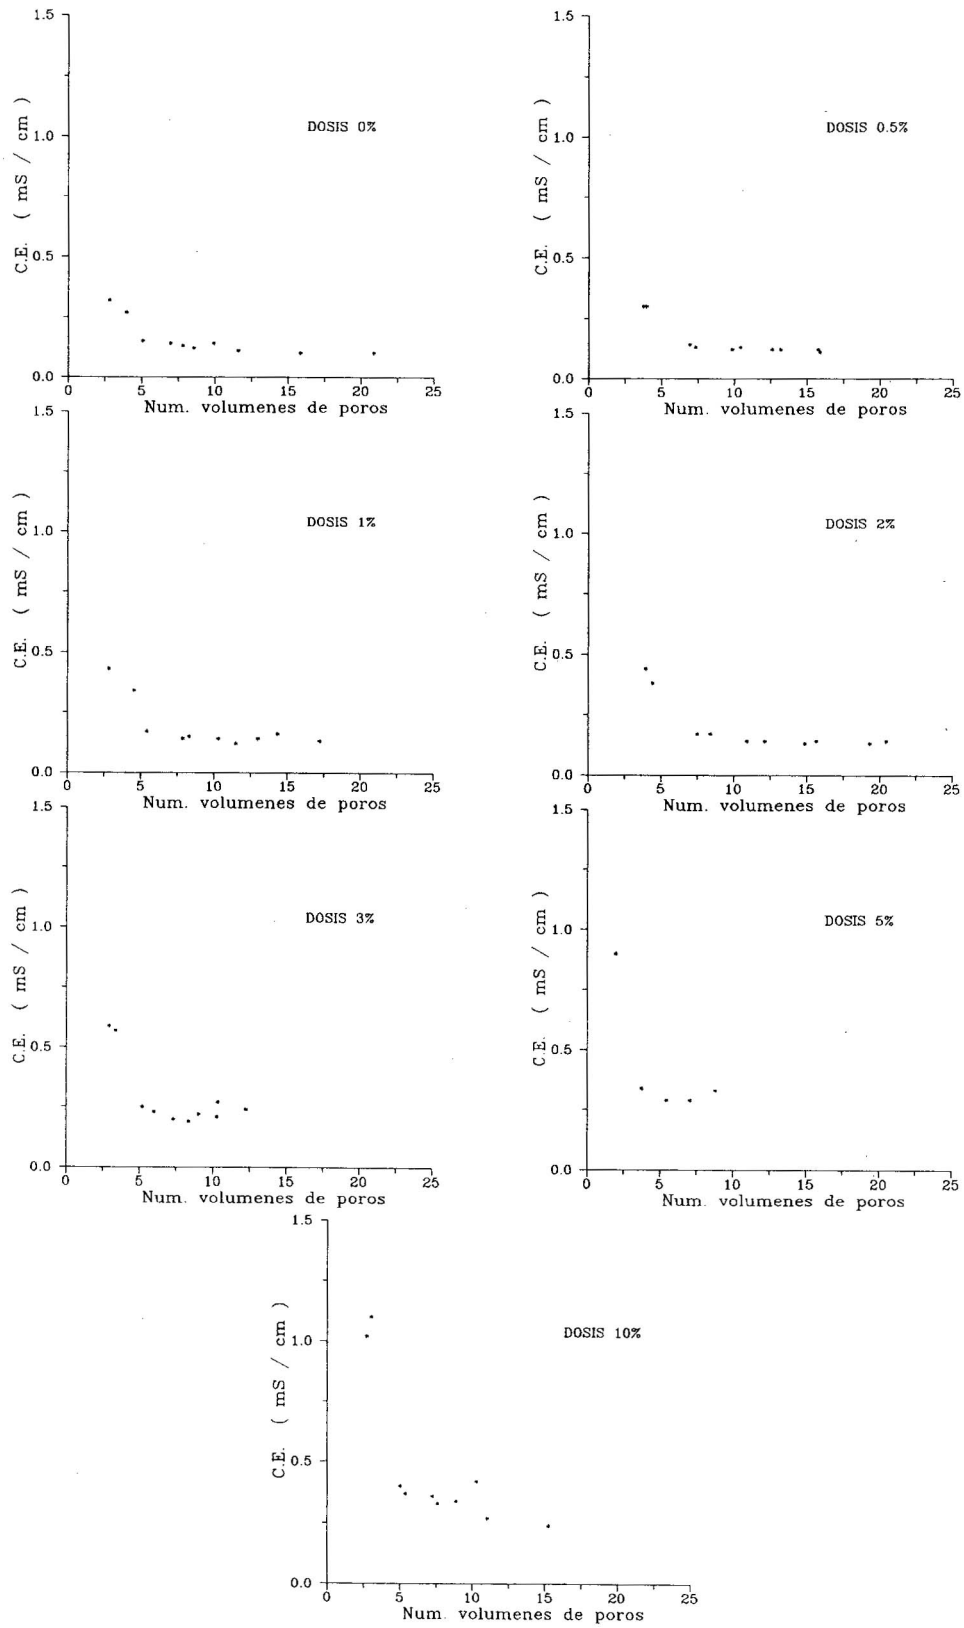 1.5
1.0
0.5
0.0
C.E. ( mS / cm )
DOSIS 0%
0 5 10 15 20 25
Num. volumenes de poros
1.5
1.0
0.5
0.0
C.E. ( mS / cm )
DOSIS 0.5%
0 5 10 15 20 25
Num. volumenes de poros
1.5
1.0
0.5
0.0
C.E. ( mS / cm )
DOSIS 1%
0 5 10 15 20 25
Num. volumenes de poros
1.5
1.0
0.5
0.0
C.E. ( mS / cm )
DOSIS 2%
0 5 10 15 20 25
Num. volumenes de poros
1.5
1.0
0.5
0.0
C.E. ( mS / cm )
DOSIS 3%
0 5 10 15 20 25
Num. volumenes de poros
1.5
1.0
0.5
0.0
C.E. ( mS / cm )
DOSIS 5%
0 5 10 15 20 25
Num. volumenes de poros
1.5
1.0
0.5
0.0
C.E. ( mS / cm )
DOSIS 10%
0 5 10 15 20 25
Num. volumenes de poros